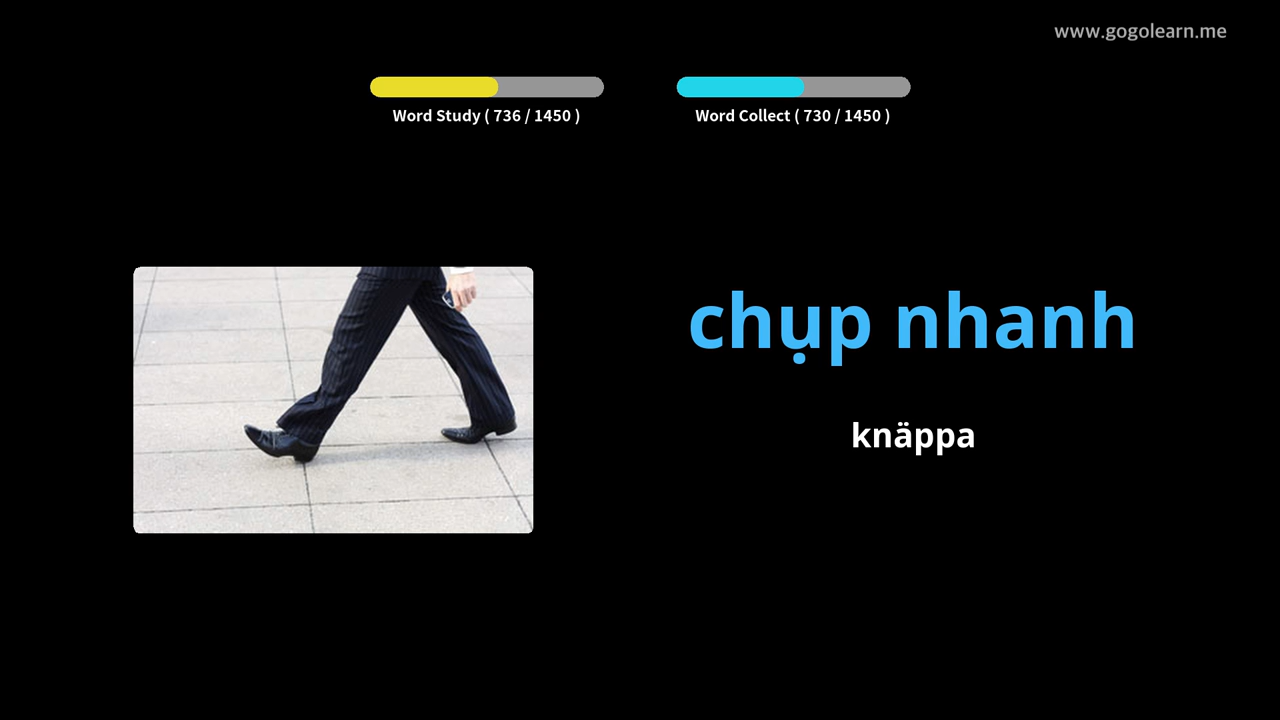 www.gogolearn.me
Word Study ( 736 / 1450 )
Word Collect ( 730 / 1450 )
chụp nhanh
knäppa